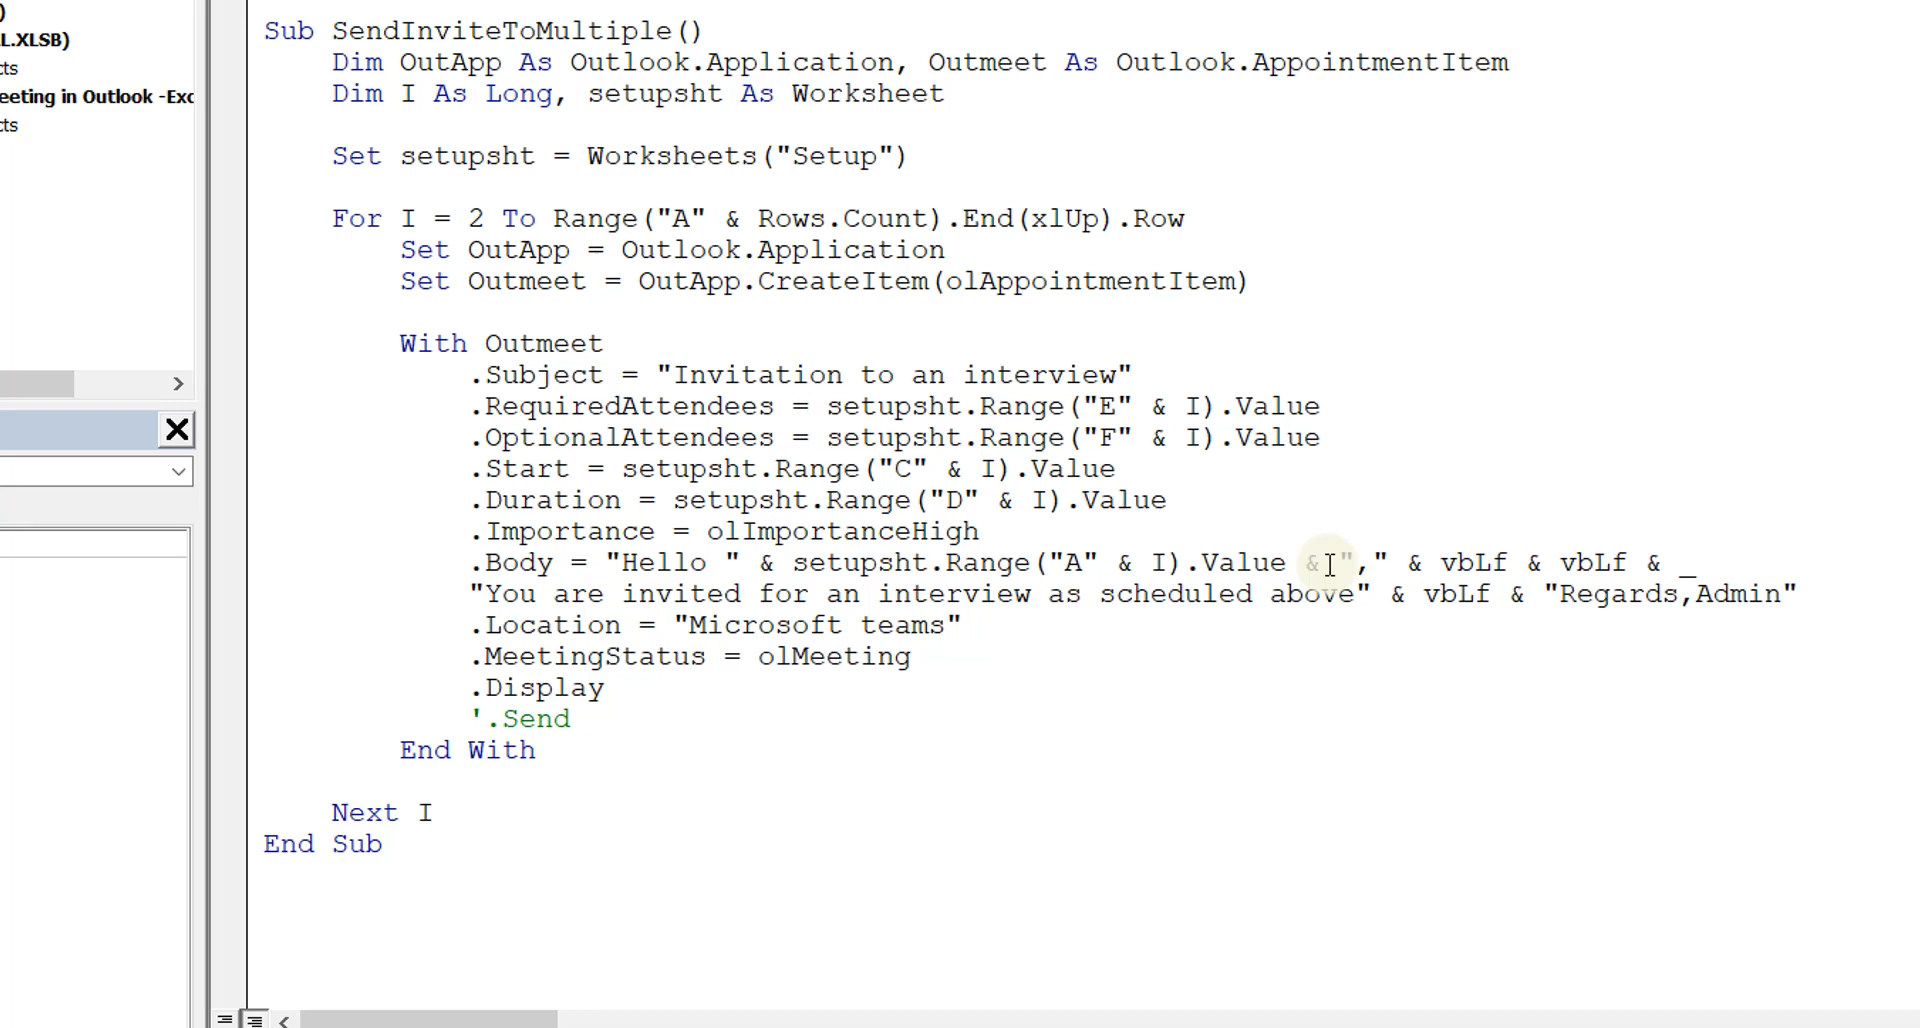 )
L.XLSB)
cts
eeting in Outlook -Exc
cts
Sub SendInviteToMultiple()
Dim OutApp As Outlook.Application, Outmeet As Outlook.AppointmentItem
Dim I As Long, setupsht As Worksheet
Set setupsht = Worksheets("Setup")
For I = 2 To Range("A" & Rows.Count).End(xlUp).Row
Set OutApp = Outlook.Application
Set Outmeet = OutApp.CreateItem(olAppointmentItem)
With Outmeet
.Subject = "Invitation to an interview"
.RequiredAttendees = setupsht.Range("E" & I).Value
.OptionalAttendees = setupsht.Range("F" & I).Value
.Start = setupsht.Range("C" & I).Value
.Duration = setupsht.Range("D" & I).Value
.Importance = olImportanceHigh
.Body = "Hello " & setupsht.Range("A" & I).Value & "," & vbLf & vbLf & _
"You are invited for an interview as scheduled above" & vbLf & "Regards,Admin"
.Location = "Microsoft teams"
.MeetingStatus = olMeeting
.Display
'.Send
End With
Next I
End Sub